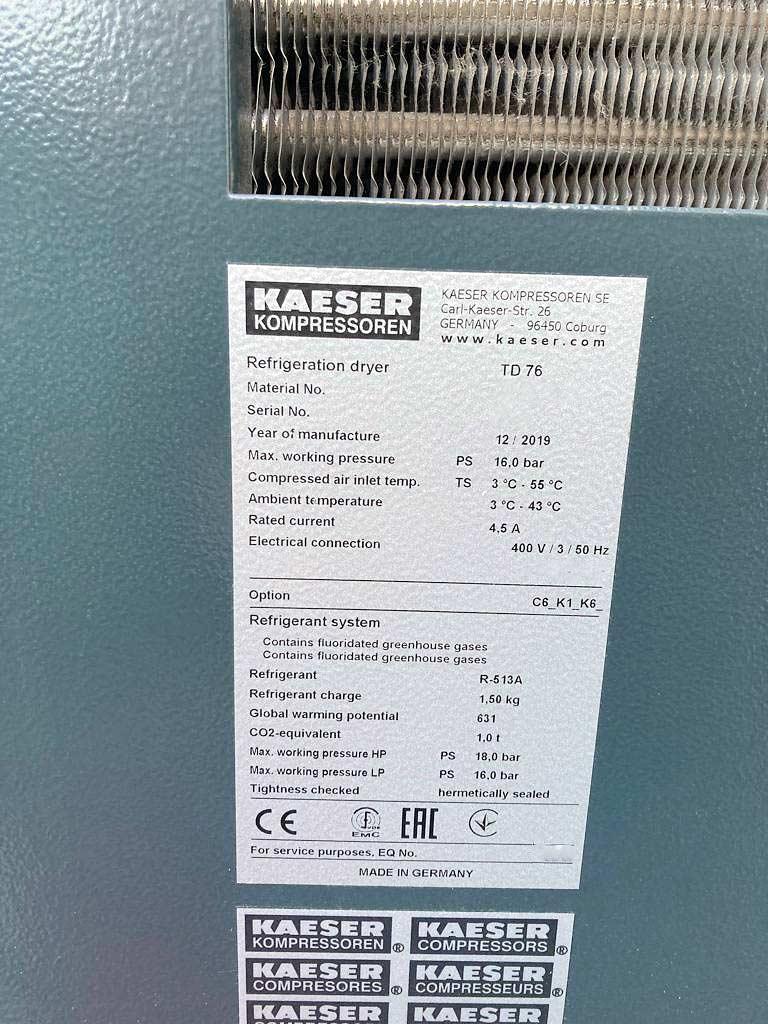 KAESER
KOMPRESSOREN
KAESER KOMPRESSOREN SE
Carl-Kaeser-Str. 26
GERMANY - 96450 Coburg
www.kaeser.com
Refrigeration dryer TD 76
Material No.
Serial No.
Year of manufacture 12 / 2019
Max. working pressure PS 16,0 bar
Compressed air inlet temp. TS 3 °C - 55 °C
Ambient temperature 3 °C - 43 °C
Rated current 4,5 A
Electrical connection 400 V / 3 / 50 Hz
Option C6_K1_K6_
Refrigerant system
Contains fluoridated greenhouse gases
Contains fluoridated greenhouse gases
Refrigerant R-513A
Refrigerant charge 1,50 kg
Global warming potential 631
CO2-equivalent 1,0 t
Max. working pressure HP PS 18,0 bar
Max. working pressure LP PS 16,0 bar
Tightness checked hermetically sealed
CE VDE EMC EAC
For service purposes, EQ No.
MADE IN GERMANY
KAESER KOMPRESSOREN ® KAESER COMPRESSORS ®
KAESER COMPRESORES ® KAESER COMPRESSEURS ®
KAESER KAESER